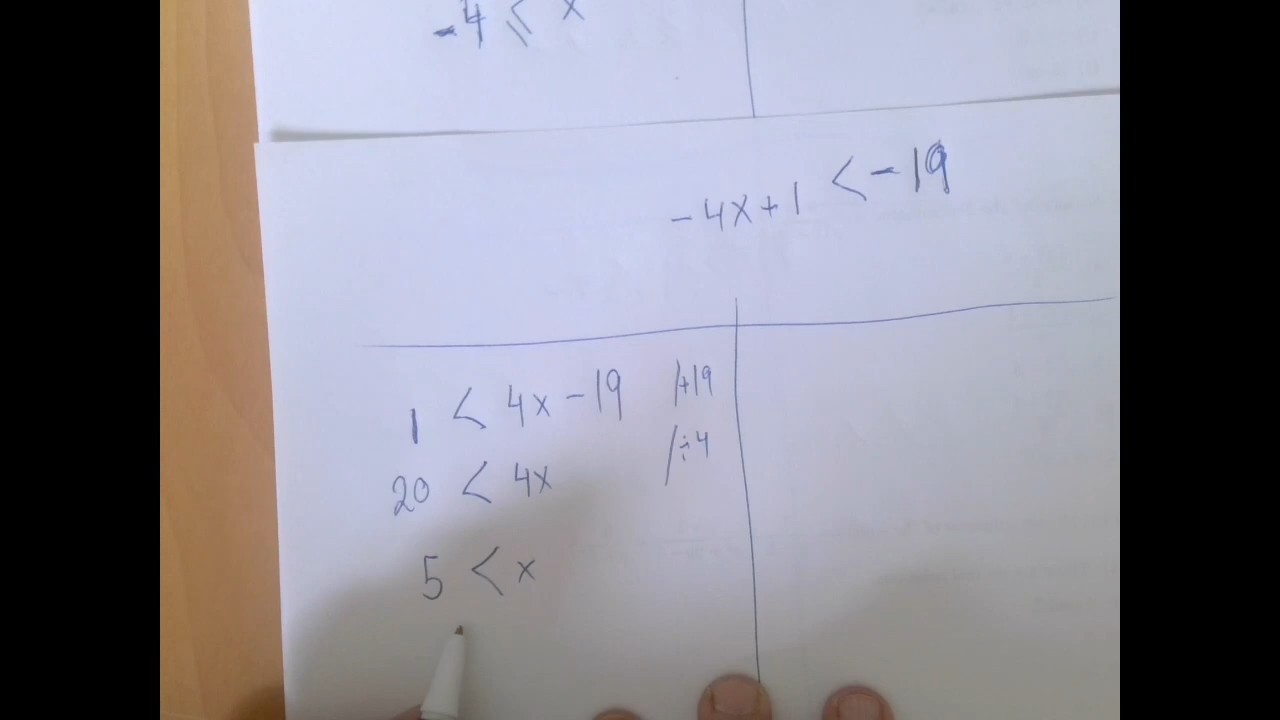 -4 ⩽ x
-4x+1 < -19
1 < 4x - 19 /+19
20 < 4x /÷4
5 < x